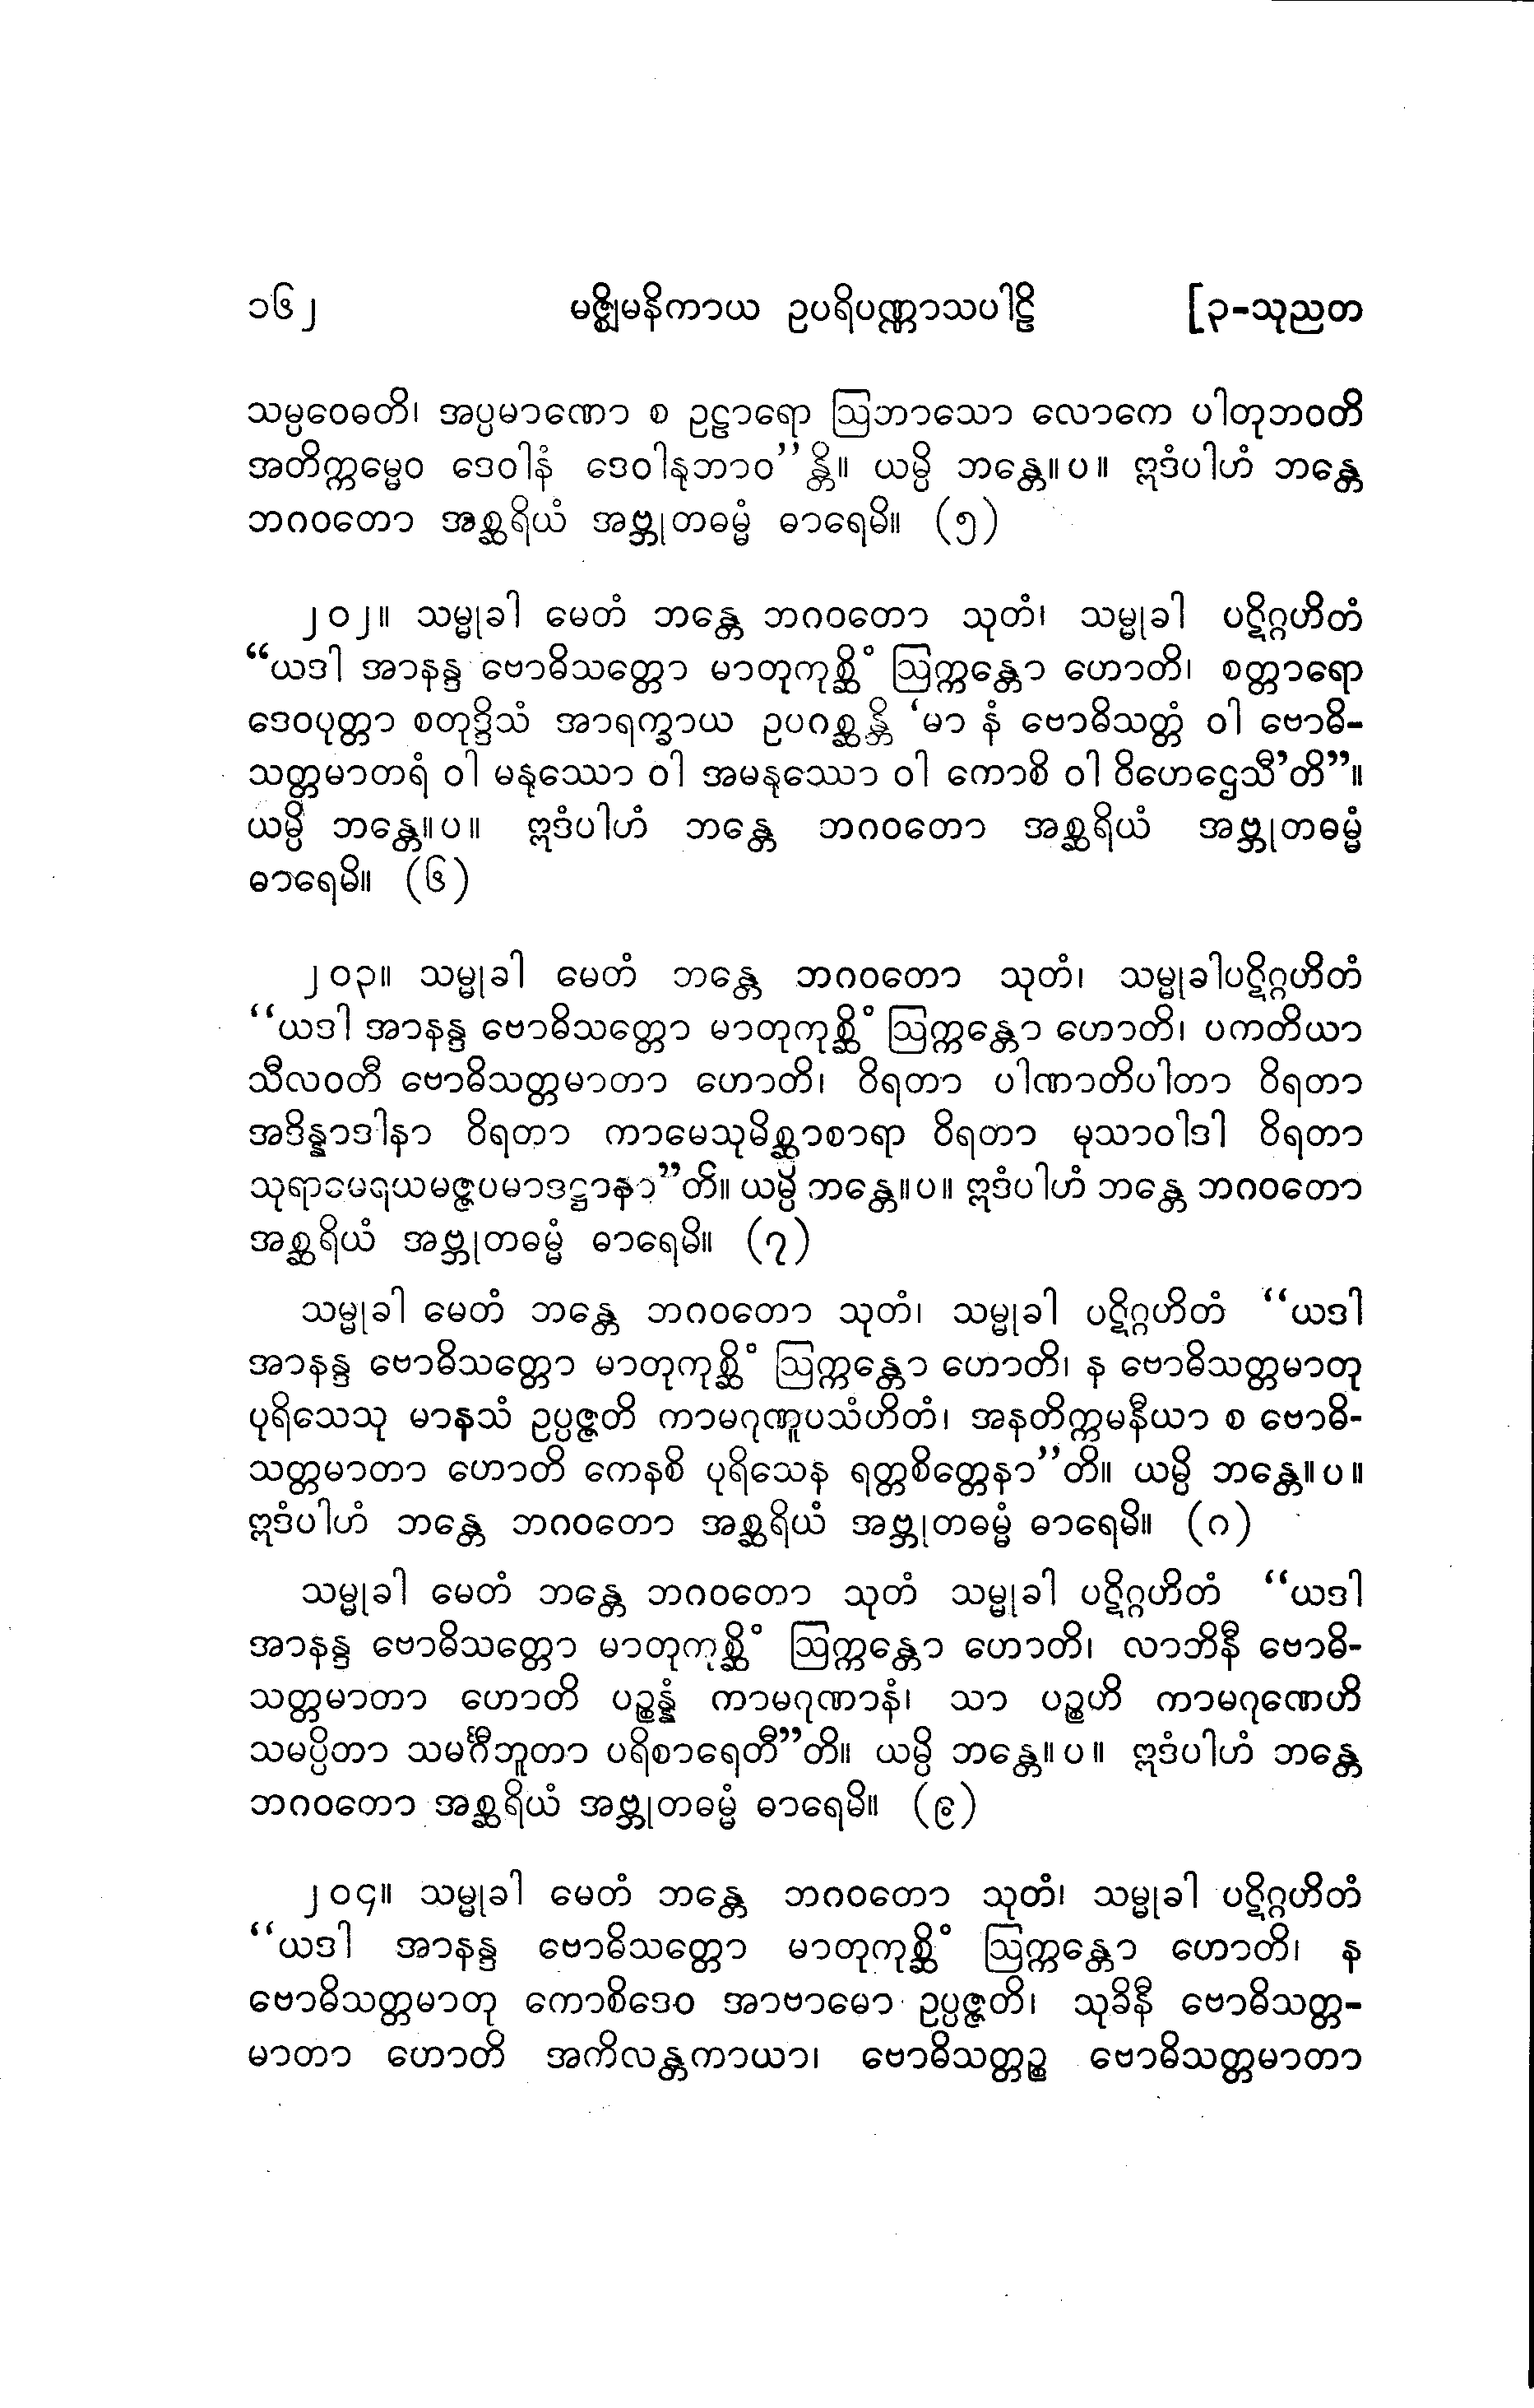 ၁၆၂ မဇ္ဈိမနိကာယ ဥပရိပဏ္ဏာသပါဠိ [၃-သုညတ
သမ္ပဝေဓတိ၊ အပ္ပမာဏော စ ဥဠာရော ဩဘာသော လောကေ ပါတုဘဝတိ
အတိက္ကမ္မေဝ ဒေဝါနံ ဒေဝါနုဘာဝ”န္တိ။ ယမ္ပိ ဘန္တေ။ပ။ ဣဒံပါဟံ ဘန္တေ
ဘဂဝတော အစ္ဆရိယံ အဗ္ဘုတဓမ္မံ ဓာရေမိ။ (၅)
၂၀၂။ သမ္မုခါ မေတံ ဘန္တေ ဘဂဝတော သုတံ၊ သမ္မုခါ ပဋိဂ္ဂဟိတံ
“ယဒါ အာနန္ဒ ဗောဓိသတ္တော မာတုကုစ္ဆိံ ဩက္ကန္တော ဟောတိ၊ စတ္တာရော
ဒေဝပုတ္တာ စတုဒ္ဒိသံ အာရက္ခာယ ဥပဂစ္ဆန္တိ ‘မာ နံ ဗောဓိသတ္တံ ဝါ ဗောဓိ-
သတ္တမာတရံ ဝါ မနုဿော ဝါ အမနုဿော ဝါ ကောစိ ဝါ ဝိဟေဌေသီ’တိ”။
ယမ္ပိ ဘန္တေ။ပ။ ဣဒံပါဟံ ဘန္တေ ဘဂဝတော အစ္ဆရိယံ အဗ္ဘုတဓမ္မံ
ဓာရေမိ။ (၆)
၂၀၃။ သမ္မုခါ မေတံ ဘန္တေ ဘဂဝတော သုတံ၊ သမ္မုခါပဋိဂ္ဂဟိတံ
“ယဒါ အာနန္ဒ ဗောဓိသတ္တော မာတုကုစ္ဆိံ ဩက္ကန္တော ဟောတိ၊ ပကတိယာ
သီလဝတီ ဗောဓိသတ္တမာတာ ဟောတိ၊ ဝိရတာ ပါဏာတိပါတာ ဝိရတာ
အဒိန္နာဒါနာ ဝိရတာ ကာမေသုမိစ္ဆာစာရာ ဝိရတာ မုသာဝါဒါ ဝိရတာ
သုရာမေရယမဇ္ဇပမာဒဋ္ဌာနာ”တိ။ ယမ္ပိ ဘန္တေ။ပ။ ဣဒံပါဟံ ဘန္တေ ဘဂဝတော
အစ္ဆရိယံ အဗ္ဘုတဓမ္မံ ဓာရေမိ။ (၇)
သမ္မုခါ မေတံ ဘန္တေ ဘဂဝတော သုတံ၊ သမ္မုခါ ပဋိဂ္ဂဟိတံ “ယဒါ
အာနန္ဒ ဗောဓိသတ္တော မာတုကုစ္ဆိံ ဩက္ကန္တော ဟောတိ၊ န ဗောဓိသတ္တမာတု
ပုရိသေသု မာနသံ ဥပ္ပဇ္ဇတိ ကာမဂုဏူပသံဟိတံ၊ အနတိက္ကမနီယာ စ ဗောဓိ-
သတ္တမာတာ ဟောတိ ကေနစိ ပုရိသေန ရတ္တစိတ္တေနာ”တိ။ ယမ္ပိ ဘန္တေ။ပ။
ဣဒံပါဟံ ဘန္တေ ဘဂဝတော အစ္ဆရိယံ အဗ္ဘုတဓမ္မံ ဓာရေမိ။ (၈)
သမ္မုခါ မေတံ ဘန္တေ ဘဂဝတော သုတံ သမ္မုခါ ပဋိဂ္ဂဟိတံ “ယဒါ
အာနန္ဒ ဗောဓိသတ္တော မာတုကုစ္ဆိံ ဩက္ကန္တော ဟောတိ၊ လာဘိနီ ဗောဓိ-
သတ္တမာတာ ဟောတိ ပဉ္စန္နံ ကာမဂုဏာနံ၊ သာ ပဉ္စဟိ ကာမဂုဏေဟိ
သမပ္ပိတာ သမင်္ဂီဘူတာ ပရိစာရေတီ”တိ။ ယမ္ပိ ဘန္တေ။ပ။ ဣဒံပါဟံ ဘန္တေ
ဘဂဝတော အစ္ဆရိယံ အဗ္ဘုတဓမ္မံ ဓာရေမိ။ (၉)
၂၀၄။ သမ္မုခါ မေတံ ဘန္တေ ဘဂဝတော သုတံ၊ သမ္မုခါ ပဋိဂ္ဂဟိတံ
“ယဒါ အာနန္ဒ ဗောဓိသတ္တော မာတုကုစ္ဆိံ ဩက္ကန္တော ဟောတိ၊ န
ဗောဓိသတ္တမာတု ကောစိဒေဝ အာဗာမော ဥပ္ပဇ္ဇတိ၊ သုခိနီ ဗောဓိသတ္တ-
မာတာ ဟောတိ အကိလန္တကာယာ၊ ဗောဓိသတ္တဉ္စ ဗောဓိသတ္တမာတာ